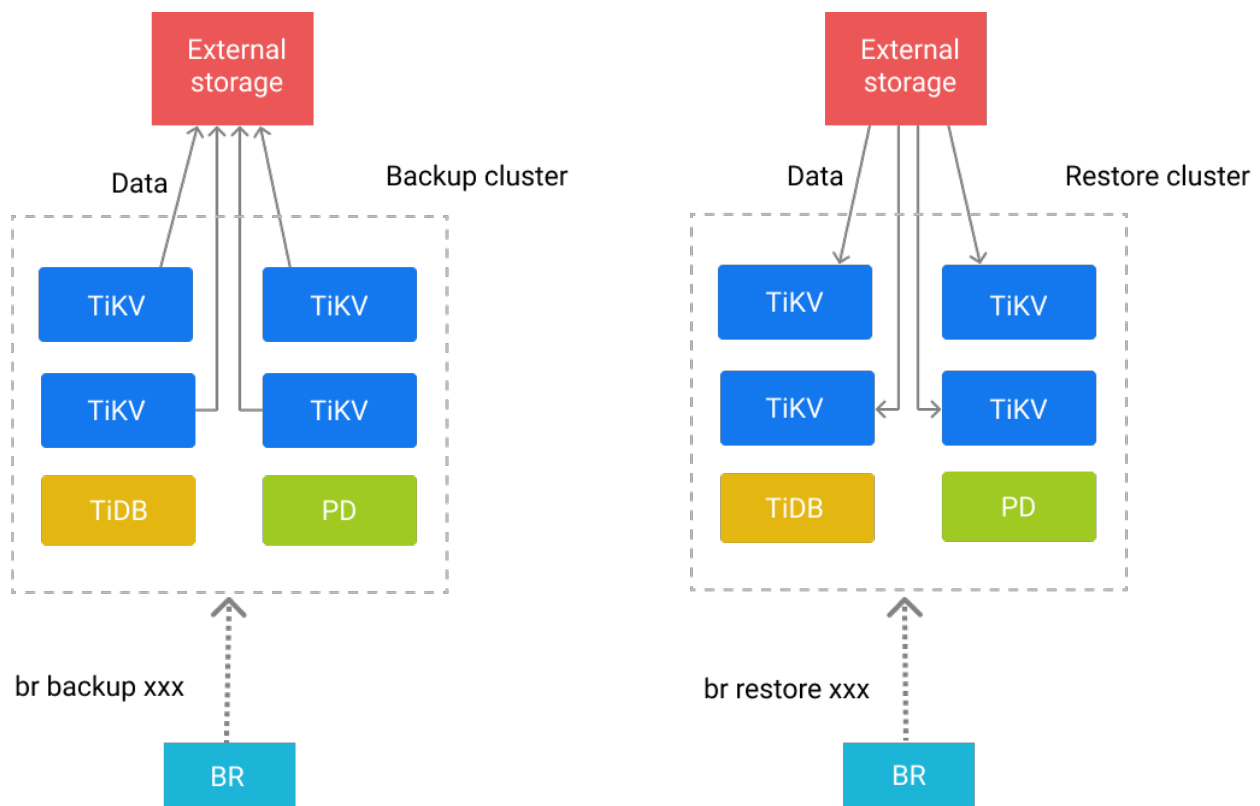 External
storage
Data
Backup cluster
TiKV
TiKV
TiKV
TiKV
TiDB
PD
br backup xxx
BR
External
storage
Data
Restore cluster
TiKV
TiKV
TiKV
TiKV
TiDB
PD
br restore xxx
BR